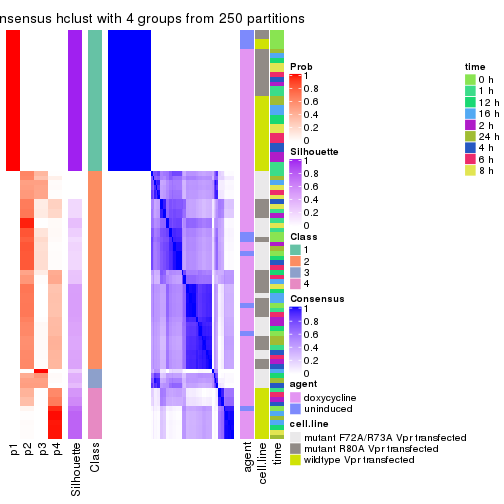 nsensus hclust with 4 groups from 250 partitions
p1
p2
p3
p4
Silhouette
Class
agent
cell.line
time
Prob
1
0.8
0.6
0.4
0.2
0
Silhouette
1
0.8
0.6
0.4
0.2
0
Class
1
2
3
4
Consensus
1
0.8
0.6
0.4
0.2
0
agent
doxycycline
uninduced
cell.line
mutant F72A/R73A Vpr transfected
mutant R80A Vpr transfected
wildtype Vpr transfected
time
0 h
1 h
12 h
16 h
2 h
24 h
4 h
6 h
8 h